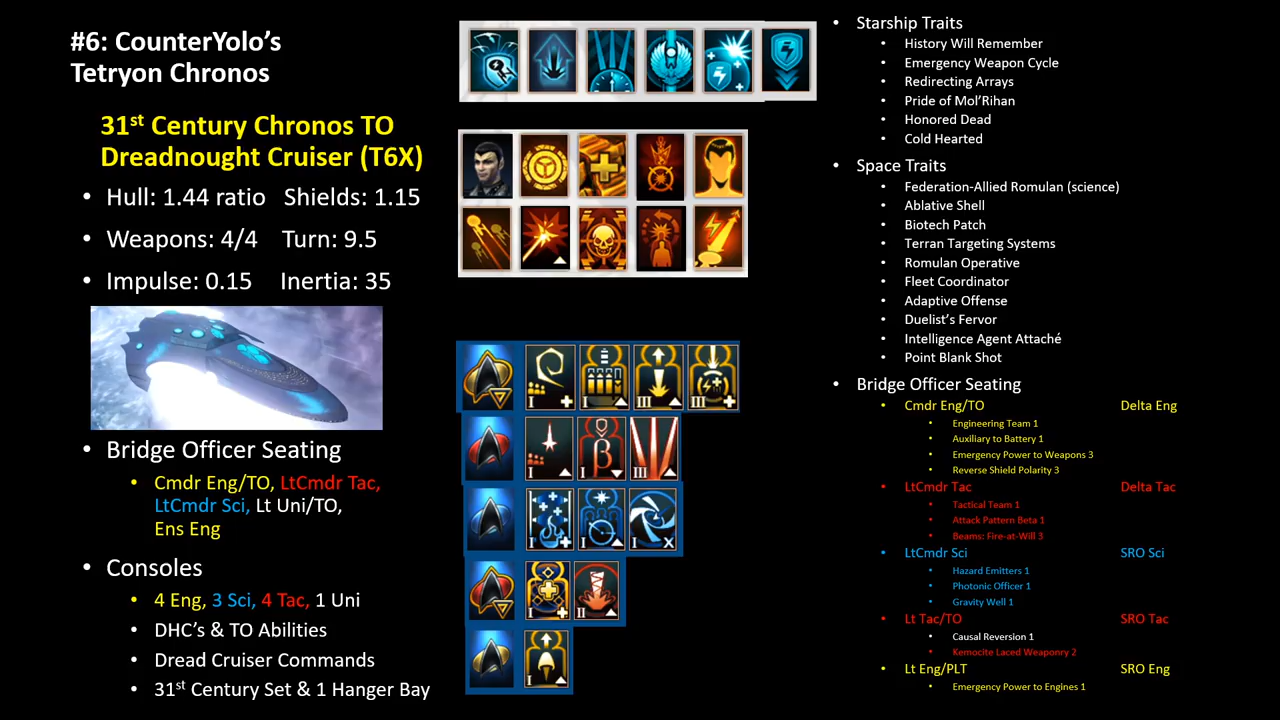 #6: CounterYolo's
Tetryon Chronos
31st Century Chronos TO
Dreadnought Cruiser (T6X)
• Hull: 1.44 ratio Shields: 1.15
• Weapons: 4/4 Turn: 9.5
• Impulse: 0.15 Inertia: 35
• Bridge Officer Seating
• Cmdr Eng/TO, LtCmdr Tac,
LtCmdr Sci, Lt Uni/TO,
Ens Eng
• Consoles
• 4 Eng, 3 Sci, 4 Tac, 1 Uni
• DHC's & TO Abilities
• Dread Cruiser Commands
• 31st Century Set & 1 Hanger Bay
I I III III
I I III
I I I
I II
I
• Starship Traits
• History Will Remember
• Emergency Weapon Cycle
• Redirecting Arrays
• Pride of Mol'Rihan
• Honored Dead
• Cold Hearted
• Space Traits
• Federation-Allied Romulan (science)
• Ablative Shell
• Biotech Patch
• Terran Targeting Systems
• Romulan Operative
• Fleet Coordinator
• Adaptive Offense
• Duelist's Fervor
• Intelligence Agent Attaché
• Point Blank Shot
• Bridge Officer Seating
• Cmdr Eng/TO Delta Eng
• Engineering Team 1
• Auxiliary to Battery 1
• Emergency Power to Weapons 3
• Reverse Shield Polarity 3
• LtCmdr Tac Delta Tac
• Tactical Team 1
• Attack Pattern Beta 1
• Beams: Fire-at-Will 3
• LtCmdr Sci SRO Sci
• Hazard Emitters 1
• Photonic Officer 1
• Gravity Well 1
• Lt Tac/TO SRO Tac
• Causal Reversion 1
• Kemocite Laced Weaponry 2
• Lt Eng/PLT SRO Eng
• Emergency Power to Engines 1